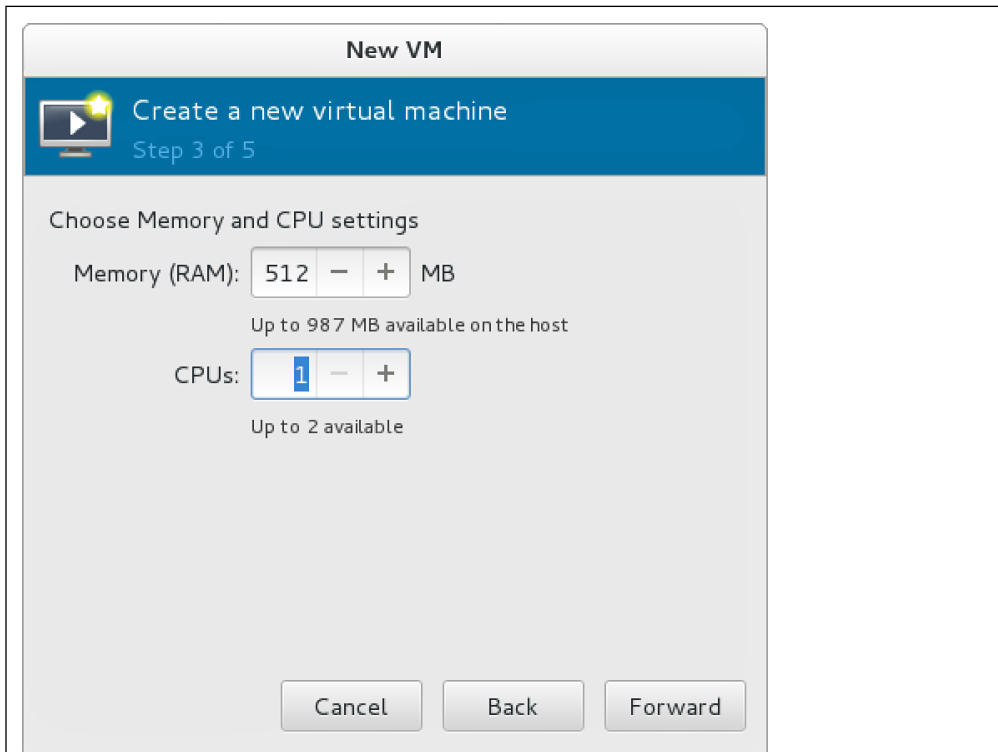 New VM
Create a new virtual machine
Step 3 of 5
Choose Memory and CPU settings
Memory (RAM): 512 − + MB
Up to 987 MB available on the host
CPUs: 1 − +
Up to 2 available
Cancel Back Forward